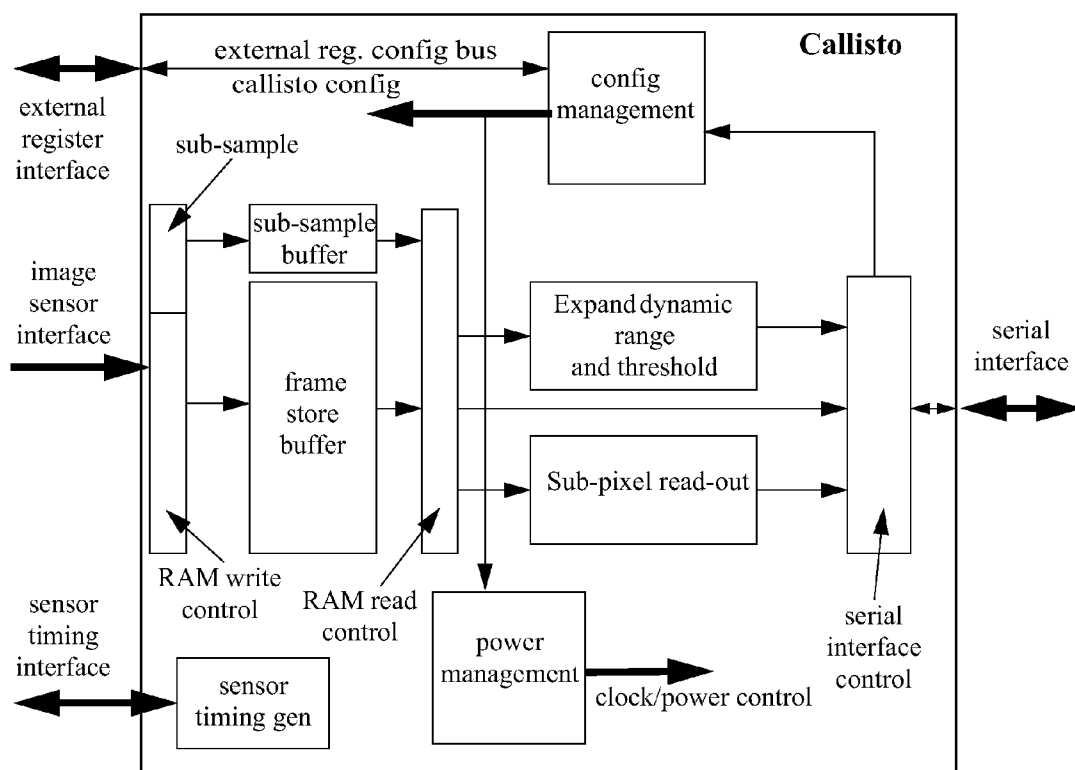 Callisto
external reg. config bus
callisto config
config
management
external
register
interface
sub-sample
sub-sample
buffer
image
sensor
interface
Expand dynamic
range
and threshold
serial
interface
frame
store
buffer
Sub-pixel read-out
RAM write
control
RAM read
control
sensor
timing
interface
power
management
serial
interface
control
sensor
timing gen
clock/power control